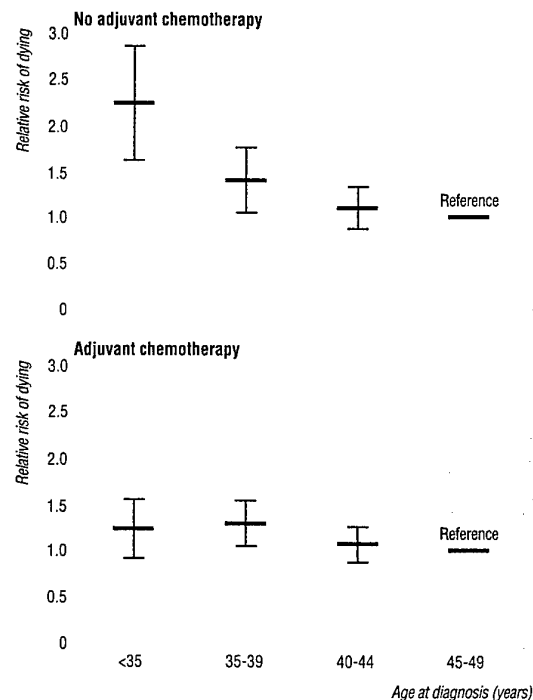 No adjuvant chemotherapy
Relative risk of dying
3.0
2.5
2.0
1.5
1.0
0.5
0
Reference
Adjuvant chemotherapy
Relative risk of dying
3.0
2.5
2.0
1.5
1.0
0.5
0
Reference
<35 35-39 40-44 45-49
Age at diagnosis (years)